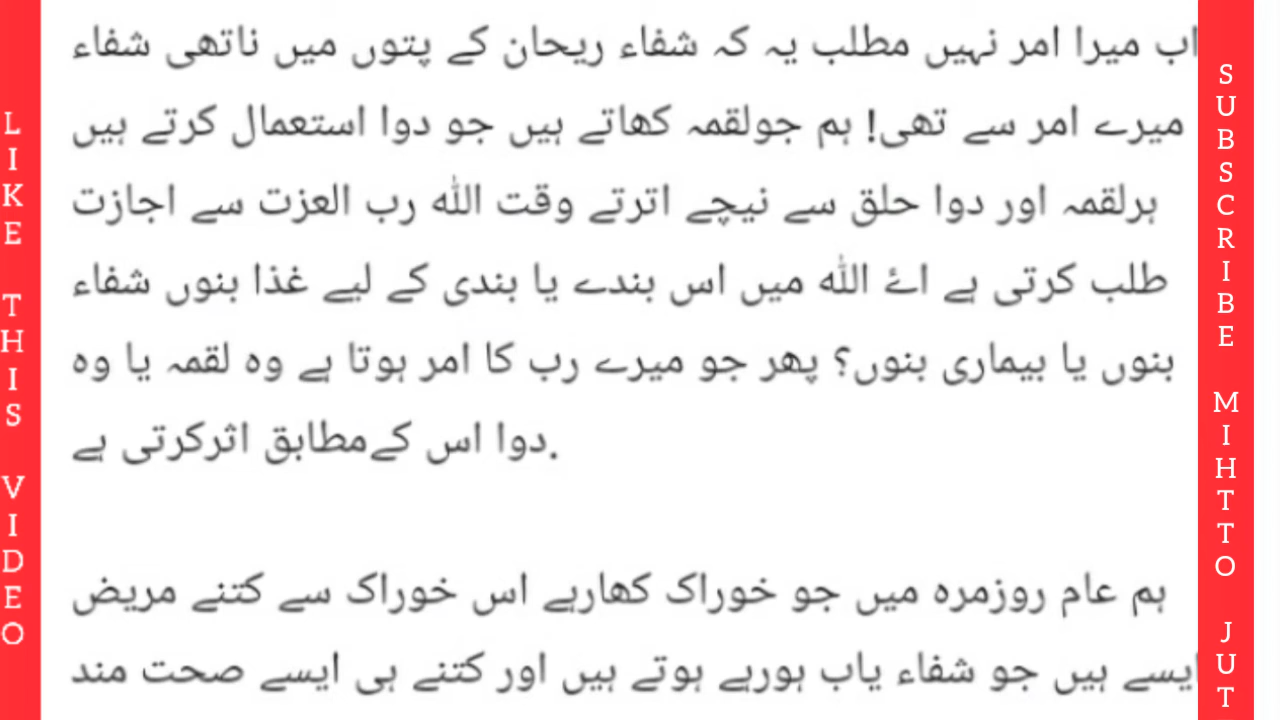 اب میرا امر نہیں مطلب یہ کہ شفاء ریحان کے پتوں میں ناتھی شفاء
میرے امر سے تھی! ہم جولقمہ کھاتے ہیں جو دوا استعمال کرتے ہیں
ہرلقمہ اور دوا حلق سے نیچے اترتے وقت اللہ رب العزت سے اجازت
طلب کرتی ہے اۓ اللہ میں اس بندے یا بندی کے لیے غذا بنوں شفاء
بنوں یا بیماری بنوں؟ پھر جو میرے رب کا امر ہوتا ہے وہ لقمہ یا وہ
دوا اس کےمطابق اثرکرتی ہے.
ہم عام روزمرہ میں جو خوراک کھارہے اس خوراک سے کتنے مریض
ایسے ہیں جو شفاء یاب ہورہے ہوتے ہیں اور کتنے ہی ایسے صحت مند
LIKE THIS VIDEO
SUBSCRIBE MIHTTO JUT